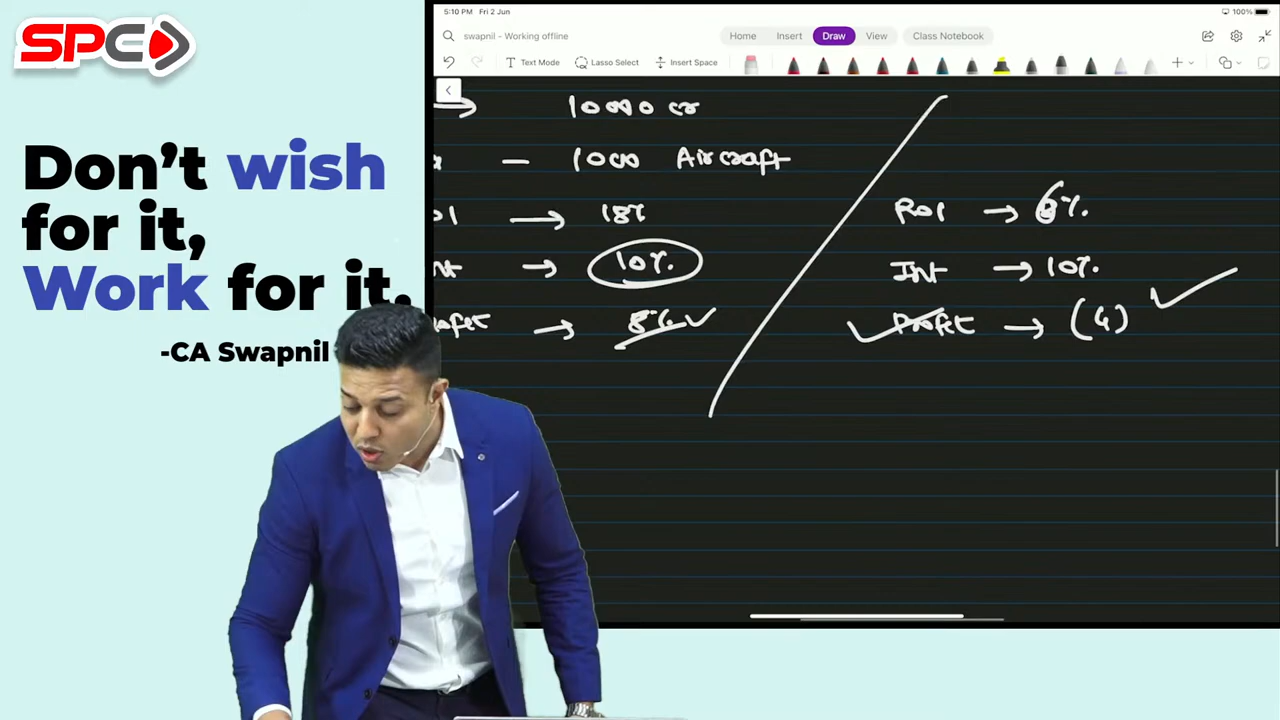 SPC
5:10 PM Fri 2 Jun
100%
swapnil - Working offline
Home Insert Draw View Class Notebook
Text Mode Lasso Select Insert Space
Don't wish
for it,
Work for it.
-CA Swapnil
10000 cr
— 1000 Aircraft
→ 18%
→ 10%.
→ 8%
ROI → 6%.
INT → 10%.
Profit → (4)